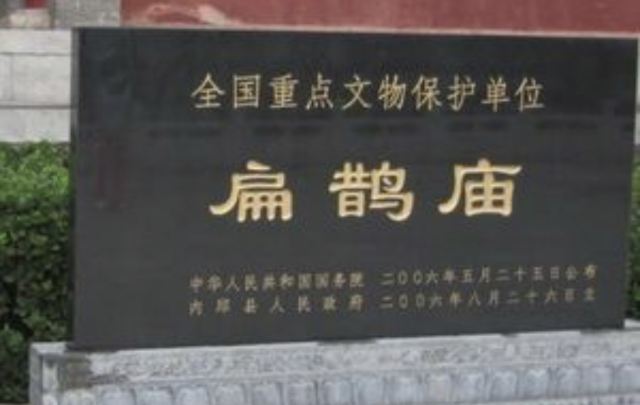 全国重点文物保护单位
扁鹊庙
中华人民共和国国务院 二〇〇六年五月二十五日公布
内邱县人民政府 二〇〇六年八月二十六日立